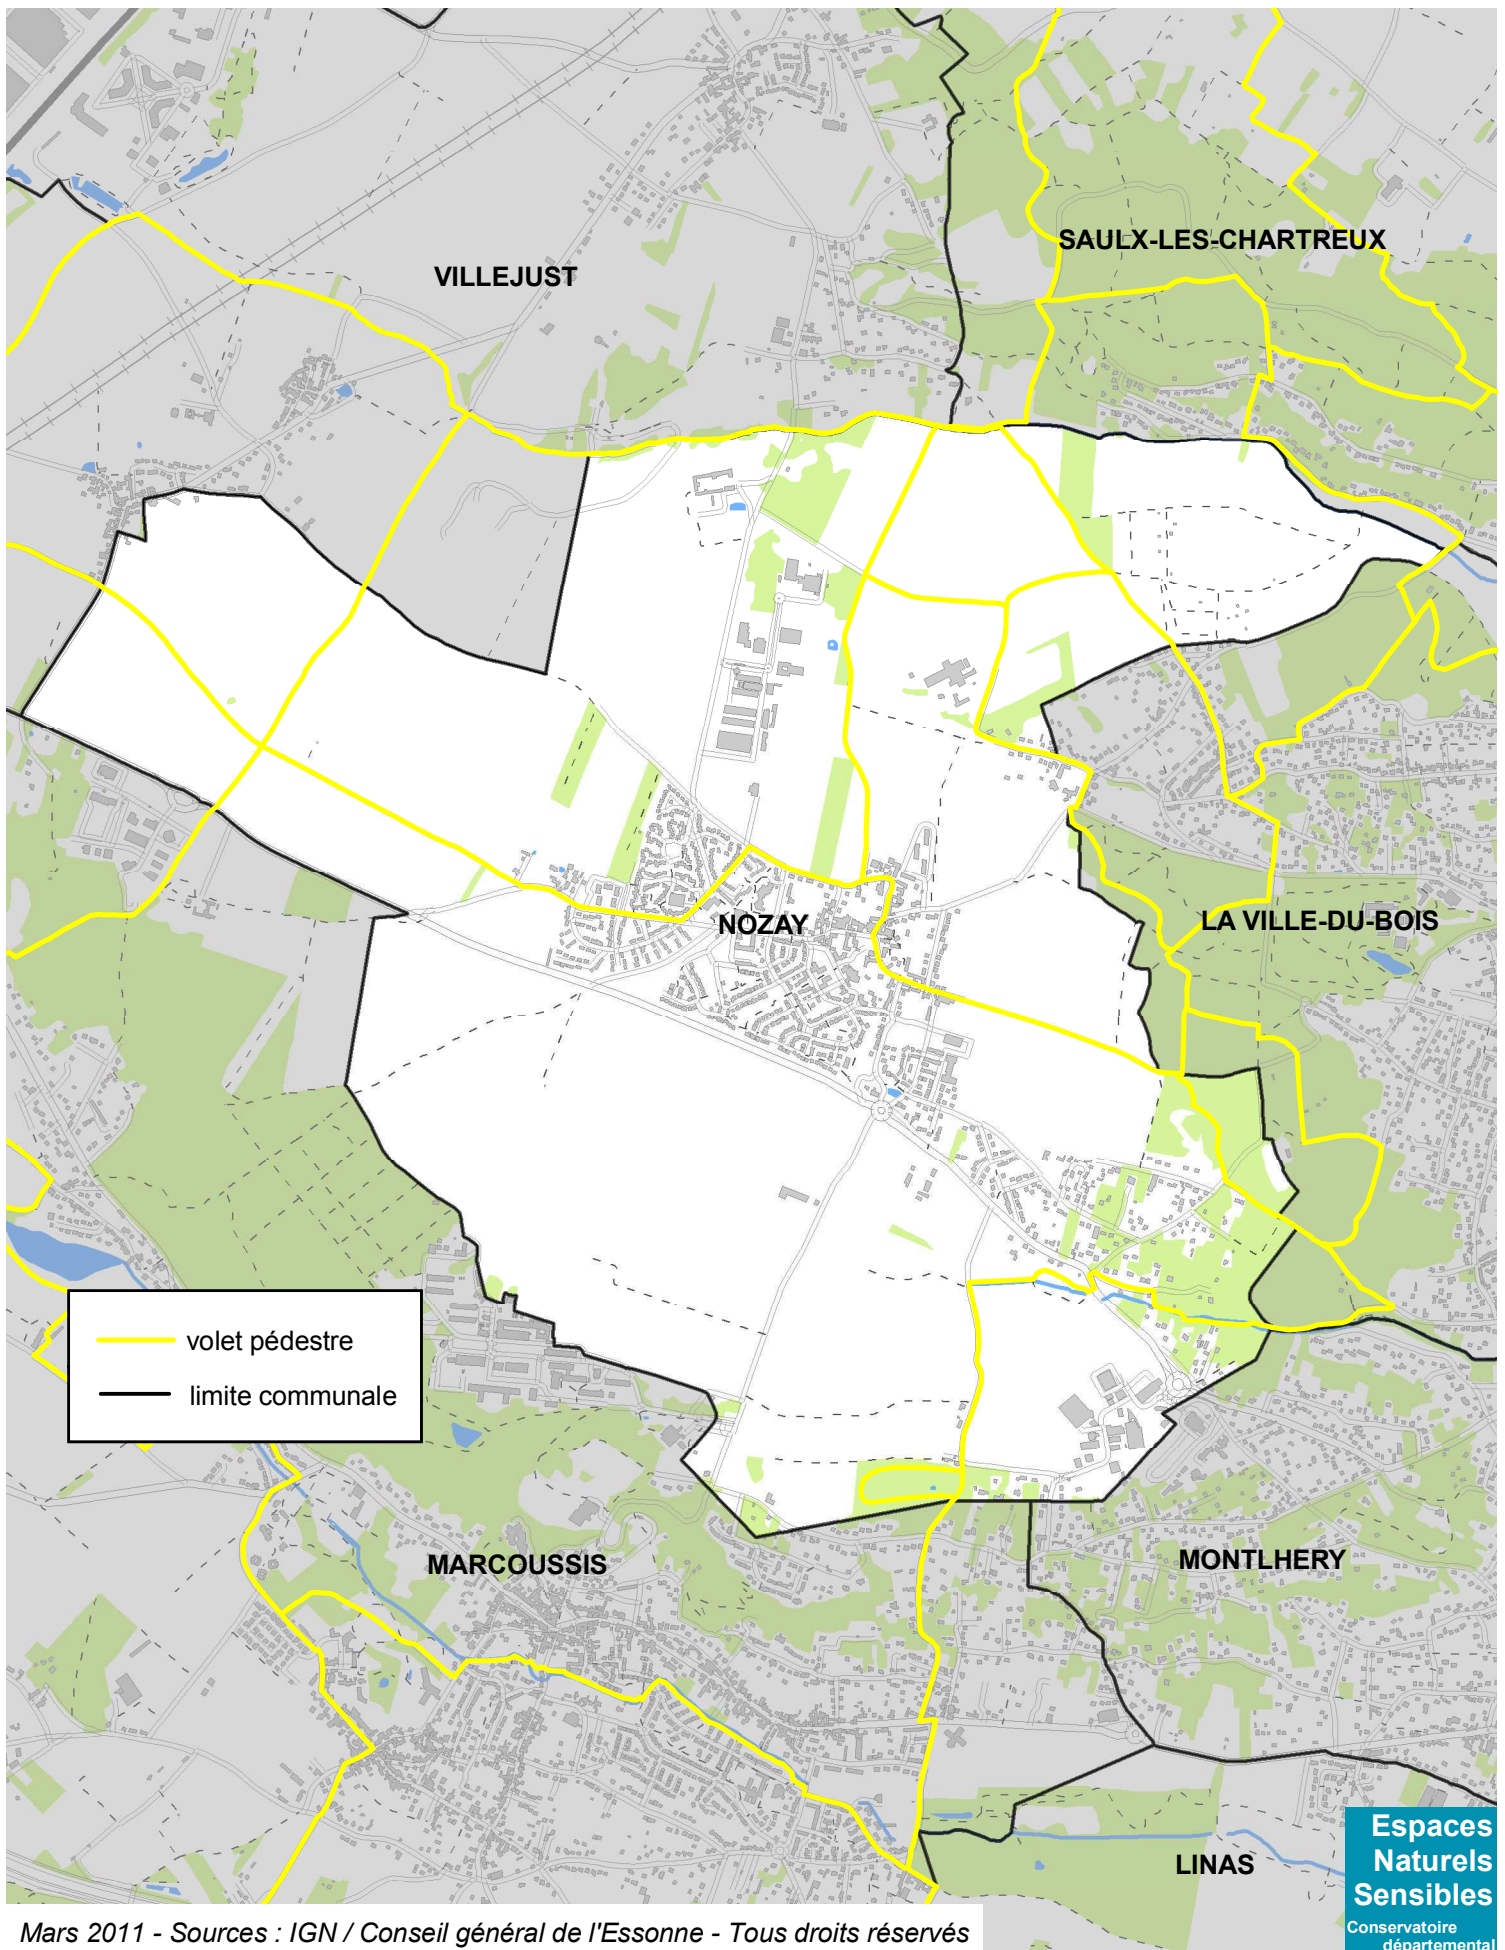 SAULX-LES-CHARTREUX
VILLEJUST
NOZAY
LA VILLE-DU-BOIS
volet pédestre
limite communale
MARCOUSSIS
MONTLHERY
LINAS
Espaces
Naturels
Sensibles
Conservatoire
départemental
Mars 2011 - Sources : IGN / Conseil général de l'Essonne - Tous droits réservés